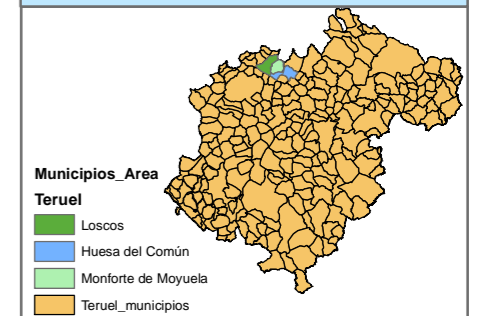 Municipios_Area
Teruel
Loscos
Huesa del Común
Monforte de Moyuela
Teruel_municipios